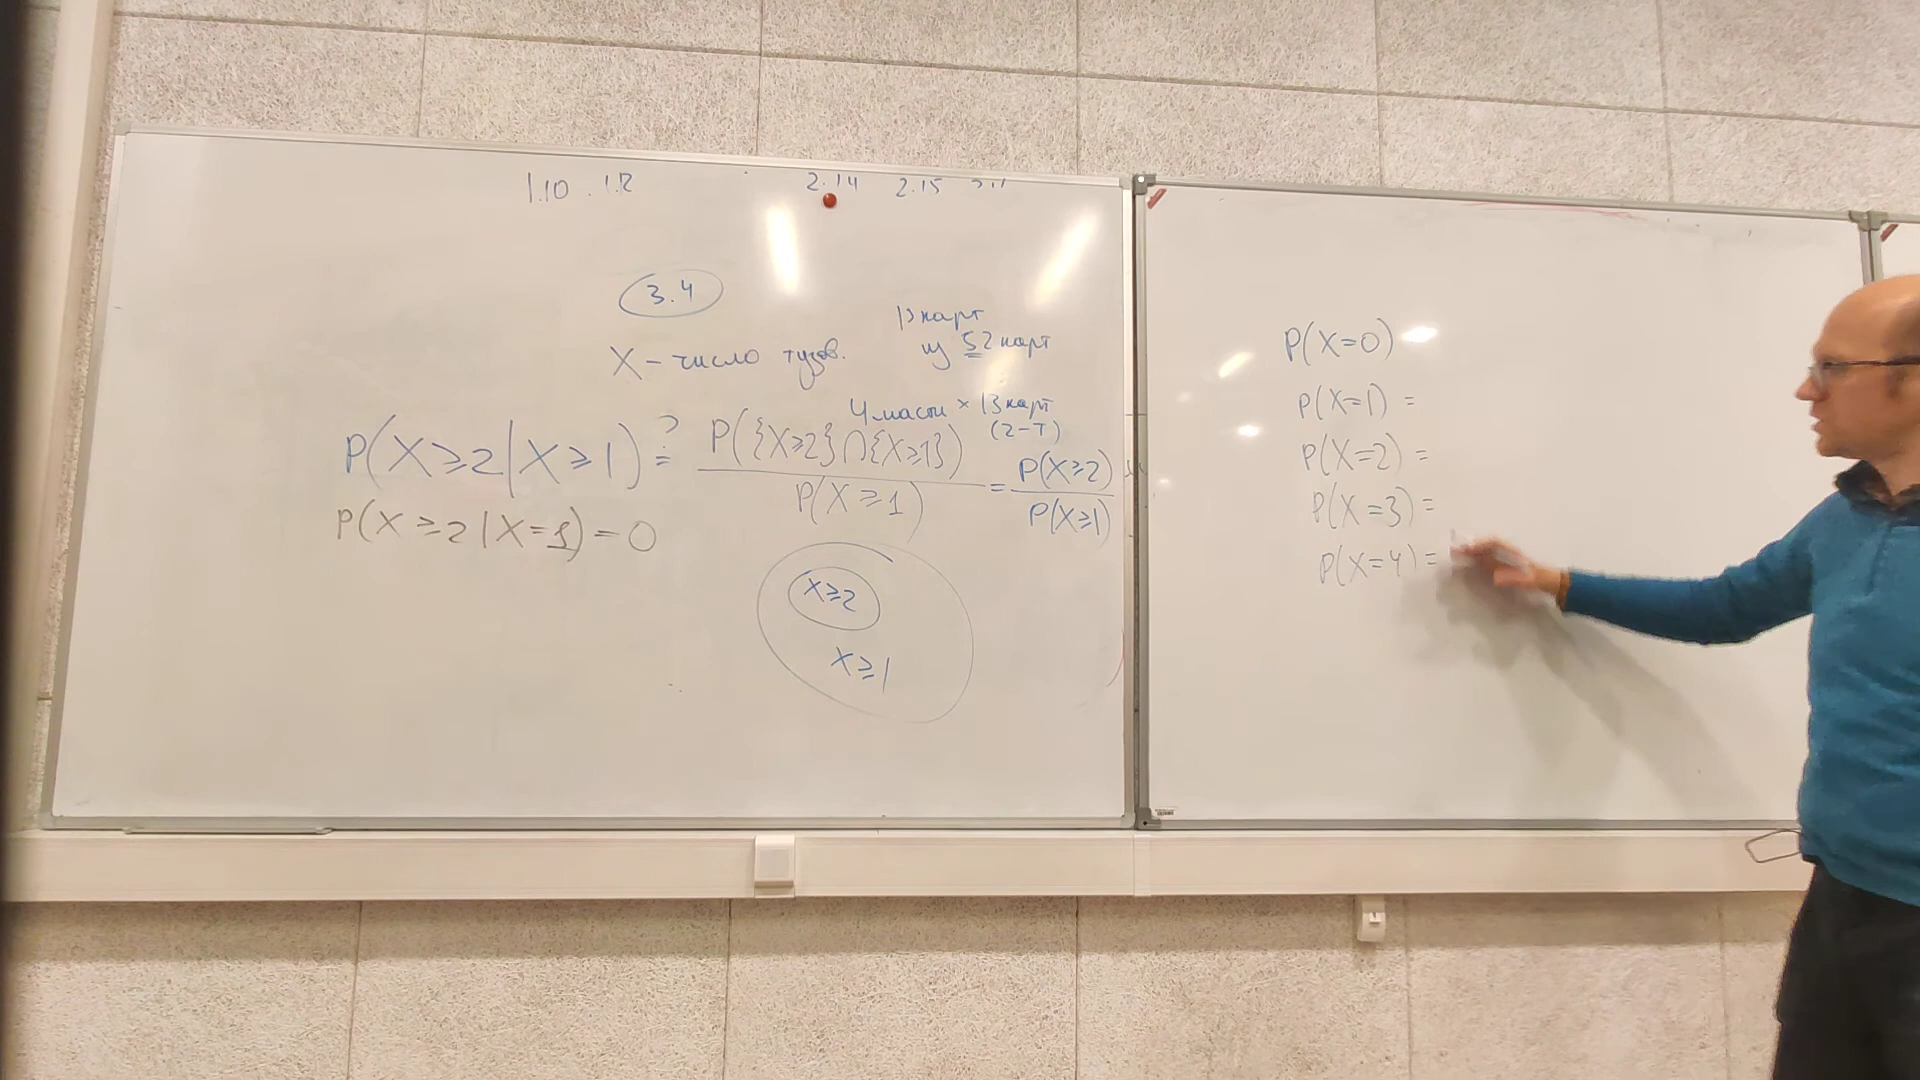 1.10 . 1.12 2.14 2.15
3.4
13 карт
из 52 карт
X – число тузов.
4 масти × 13 карт
(2-T)
P(X≥2|X≥1) =? P({X≥2}∩{X≥1}) / P(X≥1) = P(X≥2) / P(X≥1)
P(X≥2|X=1)=0
X≥2
X≥1
P(X=0)
P(X=1) =
P(X=2) =
P(X=3) =
P(X=4) =